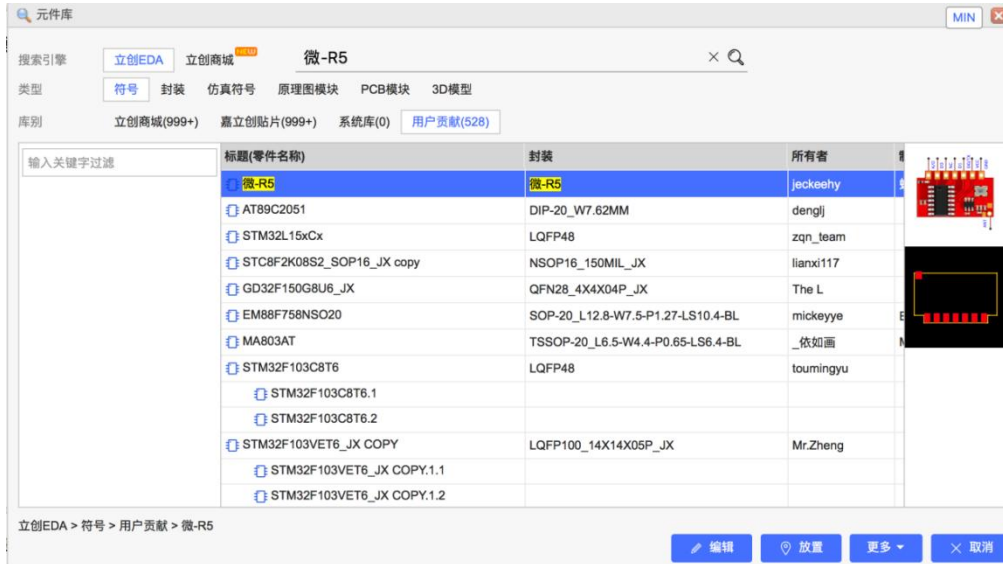 元件库
MIN
搜索引擎 立创EDA 立创商城 NEW 微-R5
类型 符号 封装 仿真符号 原理图模块 PCB模块 3D模型
库别 立创商城(999+) 嘉立创贴片(999+) 系统库(0) 用户贡献(528)
输入关键字过滤
标题(零件名称) 封装 所有者
微-R5 微-R5 jeckeehy
AT89C2051 DIP-20_W7.62MM denglj
STM32L15xCx LQFP48 zqn_team
STC8F2K08S2_SOP16_JX copy NSOP16_150MIL_JX lianxi117
GD32F150G8U6_JX QFN28_4X4X04P_JX The L
EM88F758NSO20 SOP-20_L12.8-W7.5-P1.27-LS10.4-BL mickeyye
MA803AT TSSOP-20_L6.5-W4.4-P0.65-LS6.4-BL _依如画
STM32F103C8T6 LQFP48 toumingyu
STM32F103C8T6.1
STM32F103C8T6.2
STM32F103VET6_JX COPY LQFP100_14X14X05P_JX Mr.Zheng
STM32F103VET6_JX COPY.1.1
STM32F103VET6_JX COPY.1.2
立创EDA > 符号 > 用户贡献 > 微-R5
编辑 放置 更多 取消